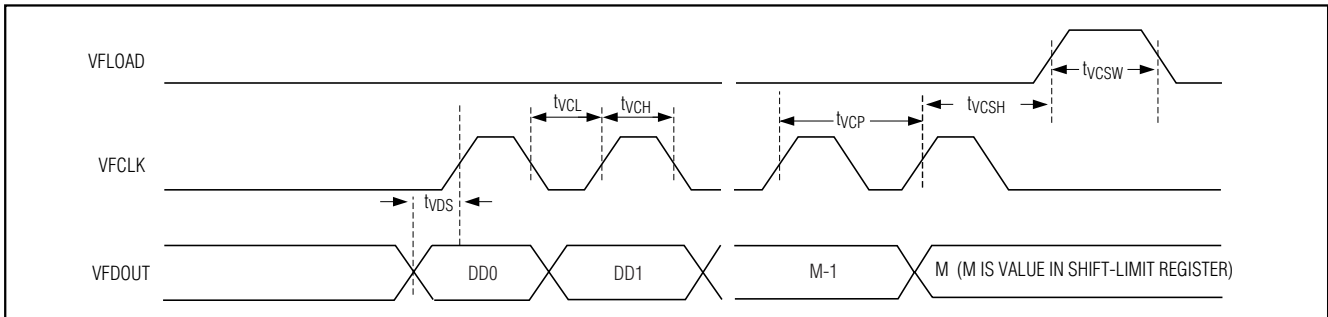 VFLOAD
tVCSW
tVCL
tVCH
tVCP
tVCSH
VFCLK
tVDS
VFDOUT
DD0
DD1
M-1
M (M IS VALUE IN SHIFT-LIMIT REGISTER)